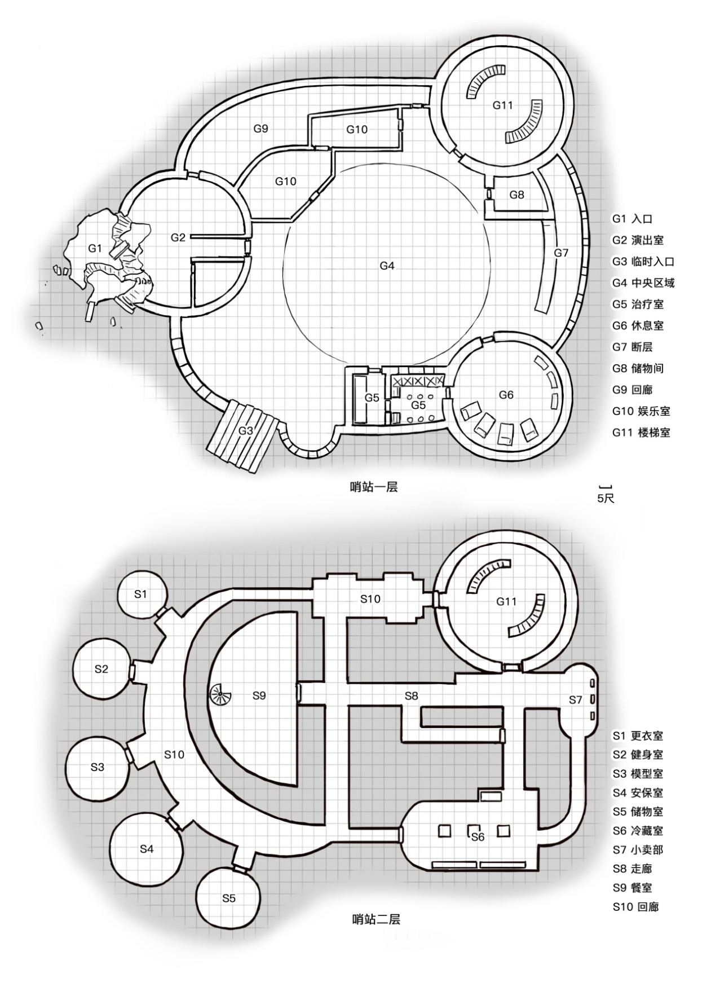 G11
G9
G10
G10
G8
G2
G1
G4
G7
G5
G5
G6
G3
G1 入口
G2 演出室
G3 临时入口
G4 中央区域
G5 治疗室
G6 休息室
G7 断层
G8 储物间
G9 回廊
G10 娱乐室
G11 楼梯室
哨站一层
5尺
S1
S10
G11
S2
S9
S8
S7
S10
S3
S6
S4
S5
S1 更衣室
S2 健身室
S3 模型室
S4 安保室
S5 储物室
S6 冷藏室
S7 小卖部
S8 走廊
S9 餐室
S10 回廊
哨站二层